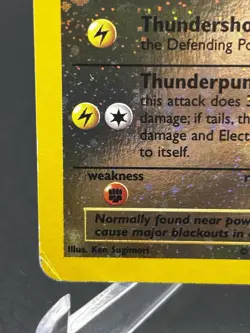 Thundersho
the Defending Po
Thunderpun
this attack does
damage; if tails, th
damage and Elect
to itself.
weakness
r
Normally found near pow
cause major blackouts in
Illus. Ken Sugimori
©